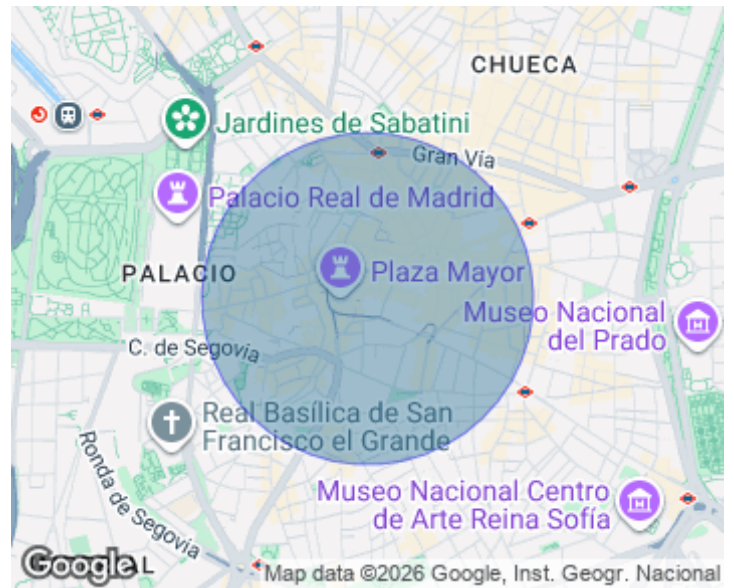 CHUECA
Jardines de Sabatini
Gran Vía
Palacio Real de Madrid
PALACIO
Plaza Mayor
Museo Nacional
del Prado
C. de Segovia
Real Basílica de San
Francisco el Grande
Ronda de Segovia
Museo Nacional Centro
de Arte Reina Sofía
Google
AL
Map data ©2026 Google, Inst. Geogr. Nacional